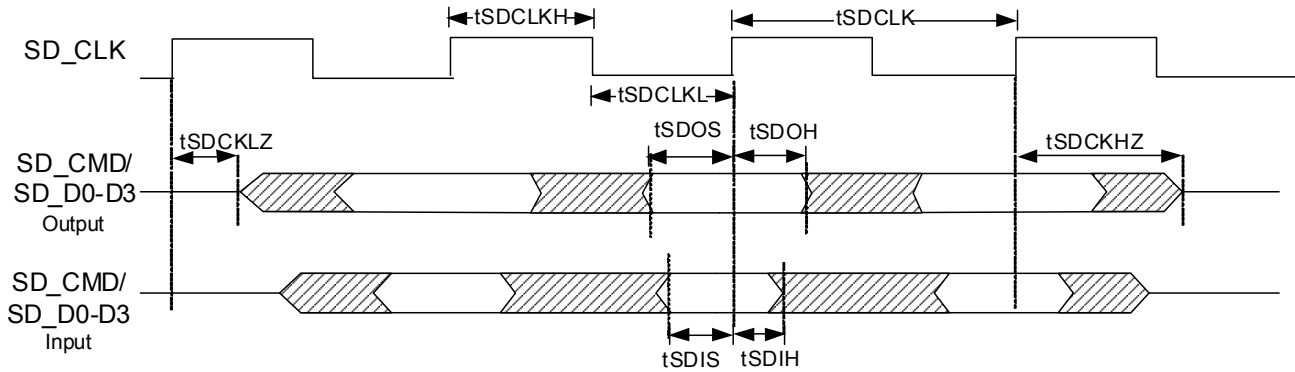 tSDCLKH
tSDCLK
SD_CLK
tSDCLKL
tSDOS
tSDOH
tSDCKLZ
tSDCKHZ
SD_CMD/
SD_D0-D3
Output
SD_CMD/
SD_D0-D3
Input
tSDIS
tSDIH